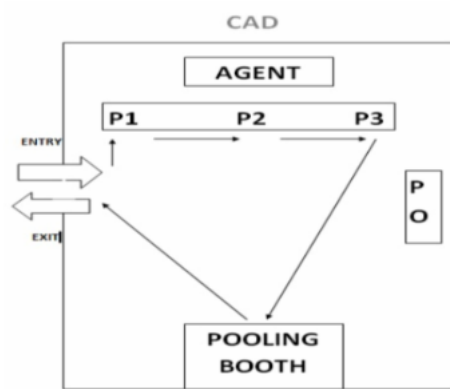 CAD
AGENT
P1 P2 P3
ENTRY
P
O
EXIT
POOLING
BOOTH